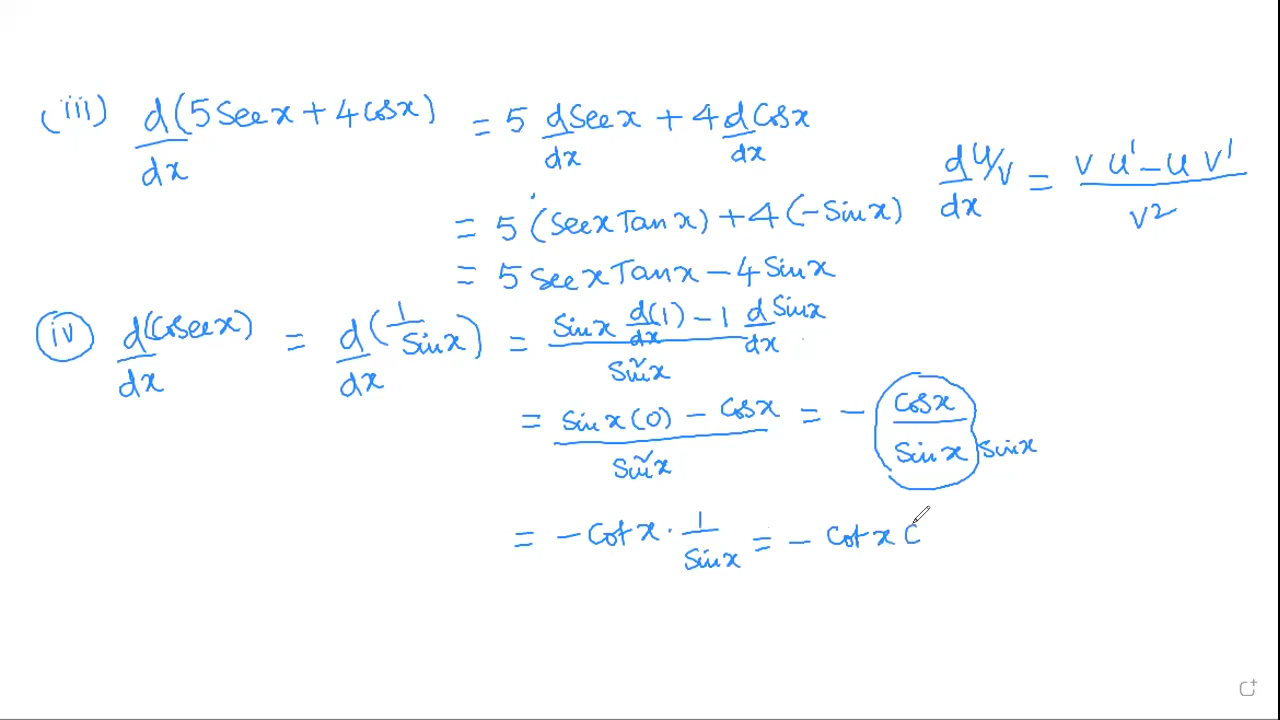 (iii) d/dx (5 Sec x + 4 Cos x) = 5 d/dx Sec x + 4 d/dx Cos x
d/dx U/V = (V U' - U V') / V²
= 5 (Sec x Tan x) + 4 (-Sin x)
= 5 Sec x Tan x - 4 Sin x
(iv) d/dx (Cosec x) = d/dx (1/Sin x) = (Sin x d/dx (1) - 1 d/dx Sin x) / Sin² x
= (Sin x (0) - Cos x) / Sin² x = - Cos x / (Sin x Sin x)
= - Cot x . 1/Sin x = - Cot x C